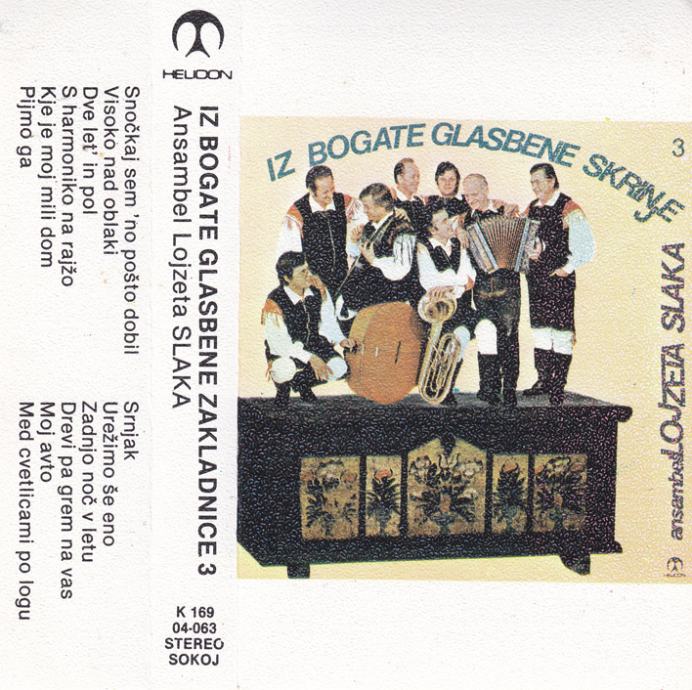 Snočkaj sem 'no pošto dobil
Visoko nad oblaki
Dve let' in pol
S harmoniko na rajžo
Kje je moj mili dom
Pijmo ga
Srnjak
Urežimo še eno
Zadnjo noč v letu
Drevi pa grem na vas
Moj avto
Med cvetlicami po logu
HELIDON
IZ BOGATE GLASBENE ZAKLADNICE 3
Ansambel Lojzeta SLAKA
K 169
04-063
STEREO
SOKOJ
IZ BOGATE GLASBENE SKRINJE
3
ansambel LOJZETA SLAKA